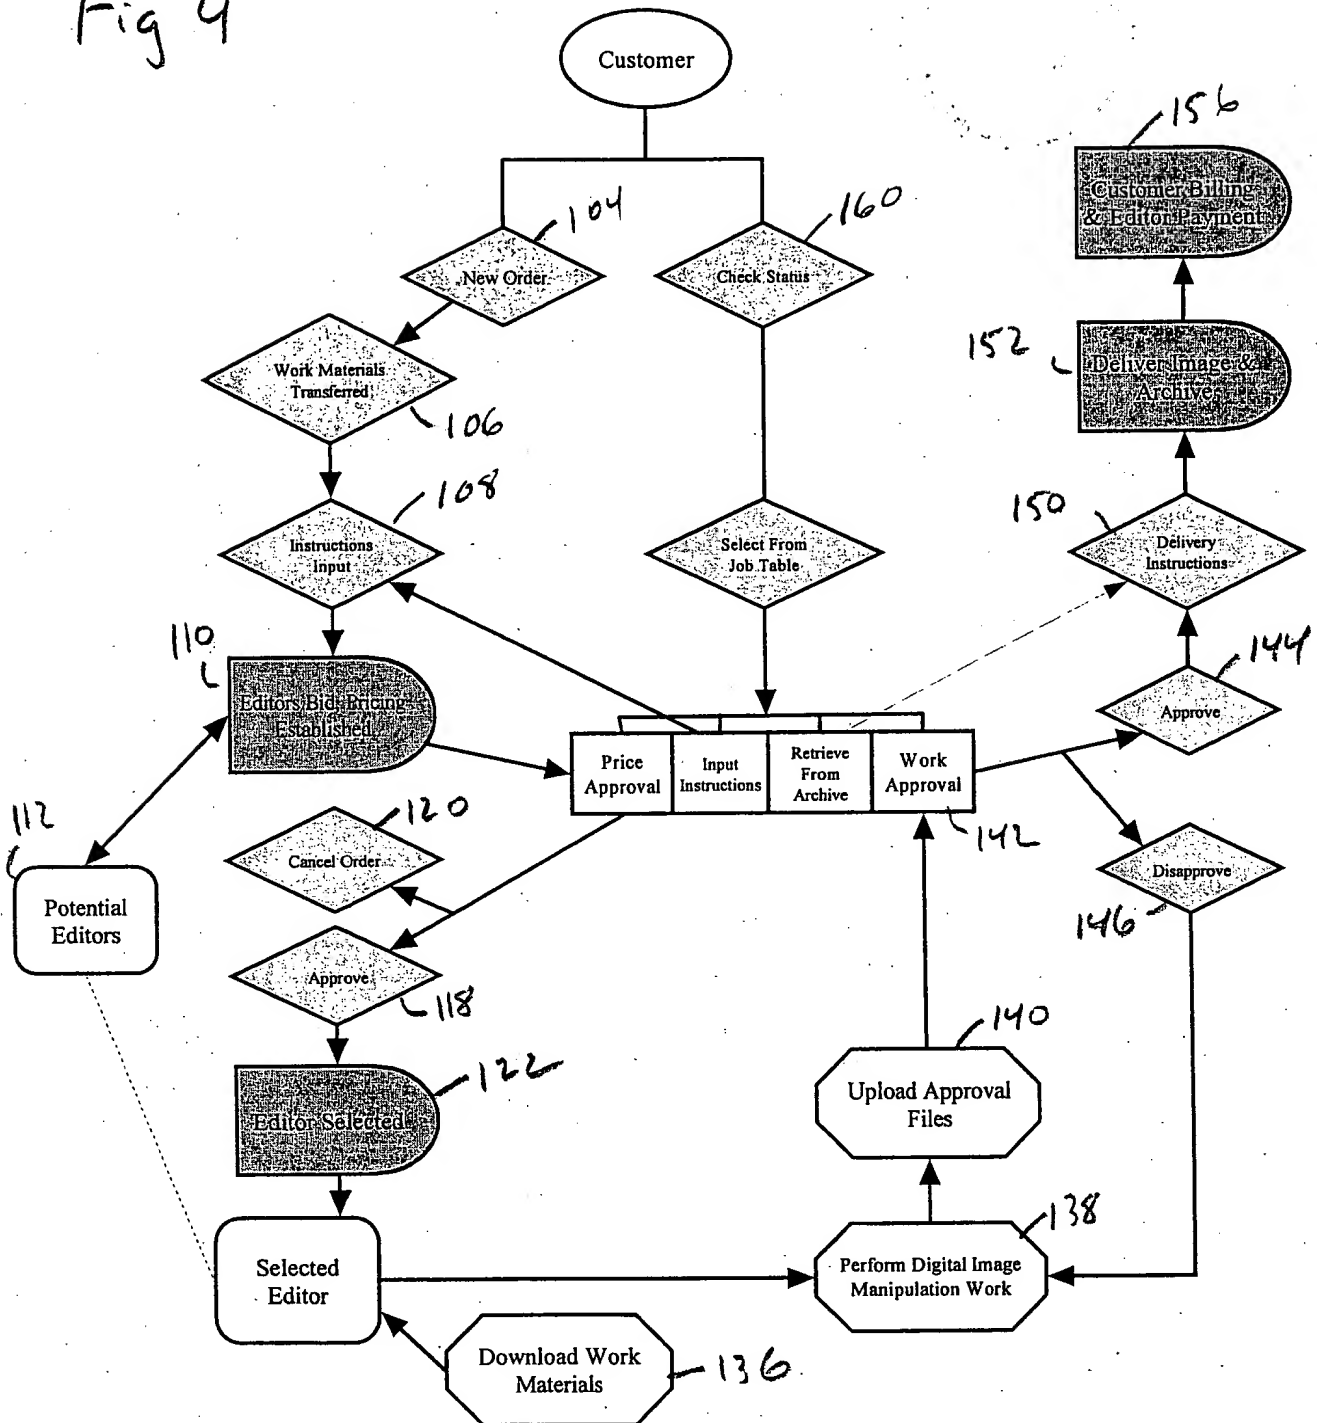 Fig 4
Customer
156
Customer Billing
& Editor Payment
104
160
New Order
Check Status
152
Deliver Image &
Archive
Work Materials
Transferred
106
108
150
Instructions
Input
Select From
Job Table
Delivery
Instructions
110
144
Editors Bid, Pricing
Established
Approve
Price
Approval
Input
Instructions
Retrieve
From
Archive
Work
Approval
142
112
120
Cancel Order
Disapprove
146
Potential
Editors
Approve
118
140
122
Upload Approval
Files
Editor Selected
138
Selected
Editor
Perform Digital Image
Manipulation Work
Download Work
Materials
136